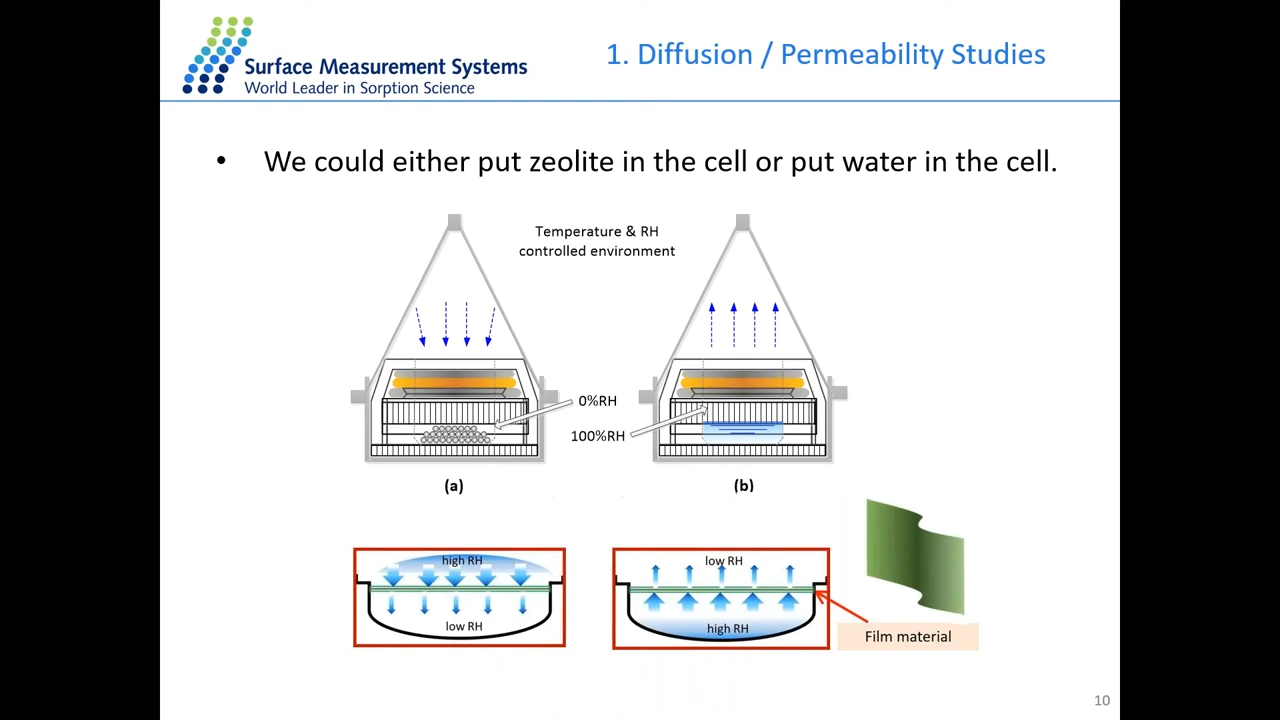 Surface Measurement Systems
World Leader in Sorption Science
1. Diffusion / Permeability Studies
• We could either put zeolite in the cell or put water in the cell.
Temperature & RH
controlled environment
0%RH
100%RH
(a)
(b)
high RH
low RH
low RH
high RH
Film material
10